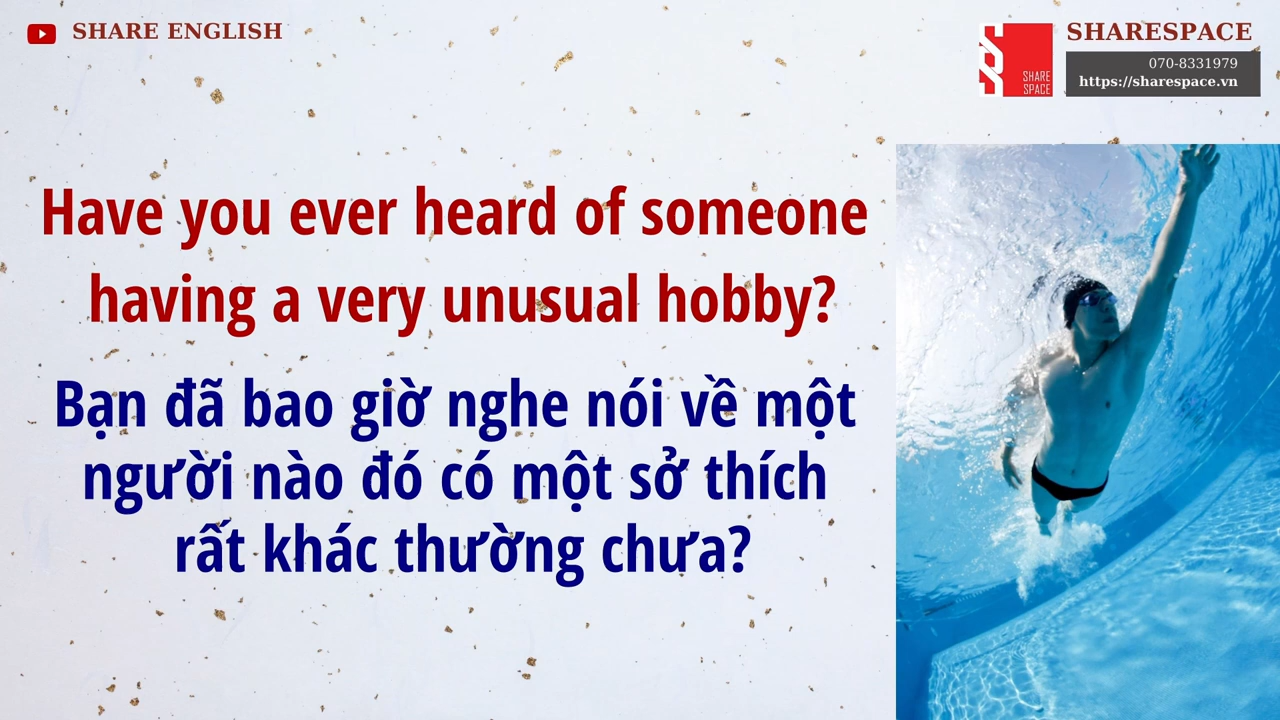 SHARE ENGLISH
SHARESPACE
070-8331979
https://sharespace.vn
SHARE
SPACE
Have you ever heard of someone
having a very unusual hobby?
Bạn đã bao giờ nghe nói về một
người nào đó có một sở thích
rất khác thường chưa?